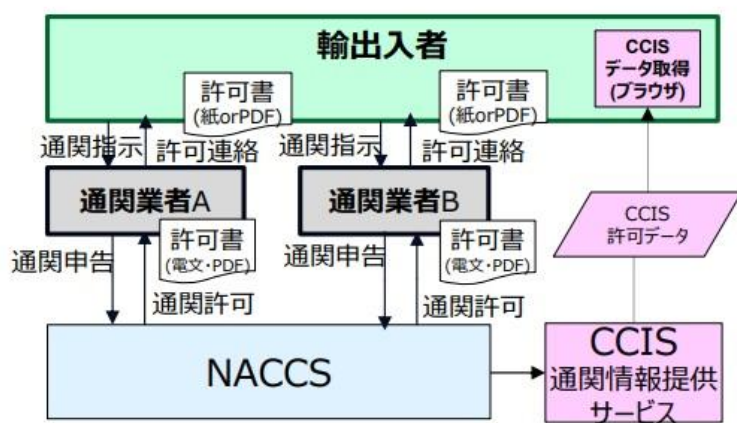 輸出入者
CCIS
データ取得
(ブラウザ)
許可書
(紙orPDF)
許可書
(紙orPDF)
通関指示
許可連絡
通関指示
許可連絡
通関業者A
通関業者B
CCIS
許可データ
許可書
(電文・PDF)
許可書
(電文・PDF)
通関申告
通関許可
通関申告
通関許可
NACCS
CCIS
通関情報提供
サービス